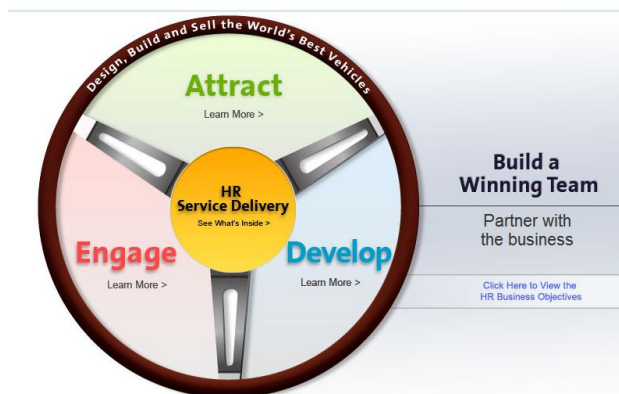 Design, Build and Sell the World's Best Vehicles
Attract
Learn More >
HR
Service Delivery
See What's Inside >
Engage
Learn More >
Develop
Learn More >
Build a
Winning Team
Partner with
the business
Click Here to View the
HR Business Objectives